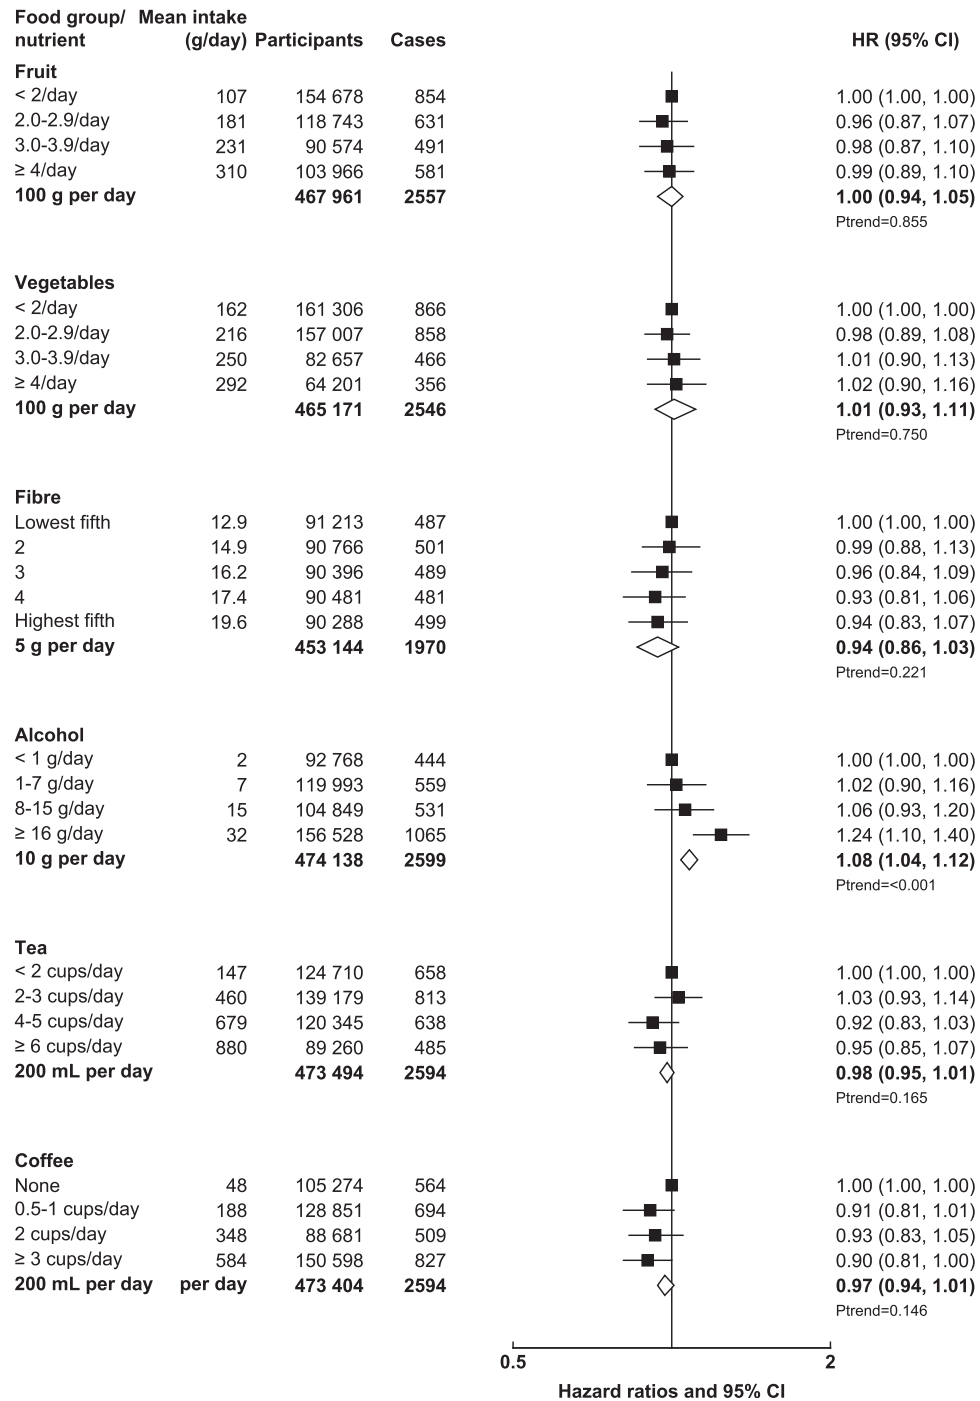 Food group/ Mean intake
nutrient (g/day) Participants Cases HR (95% CI)
Fruit
< 2/day 107 154 678 854 1.00 (1.00, 1.00)
2.0-2.9/day 181 118 743 631 0.96 (0.87, 1.07)
3.0-3.9/day 231 90 574 491 0.98 (0.87, 1.10)
≥ 4/day 310 103 966 581 0.99 (0.89, 1.10)
100 g per day 467 961 2557 1.00 (0.94, 1.05)
Ptrend=0.855
Vegetables
< 2/day 162 161 306 866 1.00 (1.00, 1.00)
2.0-2.9/day 216 157 007 858 0.98 (0.89, 1.08)
3.0-3.9/day 250 82 657 466 1.01 (0.90, 1.13)
≥ 4/day 292 64 201 356 1.02 (0.90, 1.16)
100 g per day 465 171 2546 1.01 (0.93, 1.11)
Ptrend=0.750
Fibre
Lowest fifth 12.9 91 213 487 1.00 (1.00, 1.00)
2 14.9 90 766 501 0.99 (0.88, 1.13)
3 16.2 90 396 489 0.96 (0.84, 1.09)
4 17.4 90 481 481 0.93 (0.81, 1.06)
Highest fifth 19.6 90 288 499 0.94 (0.83, 1.07)
5 g per day 453 144 1970 0.94 (0.86, 1.03)
Ptrend=0.221
Alcohol
< 1 g/day 2 92 768 444 1.00 (1.00, 1.00)
1-7 g/day 7 119 993 559 1.02 (0.90, 1.16)
8-15 g/day 15 104 849 531 1.06 (0.93, 1.20)
≥ 16 g/day 32 156 528 1065 1.24 (1.10, 1.40)
10 g per day 474 138 2599 1.08 (1.04, 1.12)
Ptrend=<0.001
Tea
< 2 cups/day 147 124 710 658 1.00 (1.00, 1.00)
2-3 cups/day 460 139 179 813 1.03 (0.93, 1.14)
4-5 cups/day 679 120 345 638 0.92 (0.83, 1.03)
≥ 6 cups/day 880 89 260 485 0.95 (0.85, 1.07)
200 mL per day 473 494 2594 0.98 (0.95, 1.01)
Ptrend=0.165
Coffee
None 48 105 274 564 1.00 (1.00, 1.00)
0.5-1 cups/day 188 128 851 694 0.91 (0.81, 1.01)
2 cups/day 348 88 681 509 0.93 (0.83, 1.05)
≥ 3 cups/day 584 150 598 827 0.90 (0.81, 1.00)
200 mL per day per day 473 404 2594 0.97 (0.94, 1.01)
Ptrend=0.146
0.5 2
Hazard ratios and 95% CI